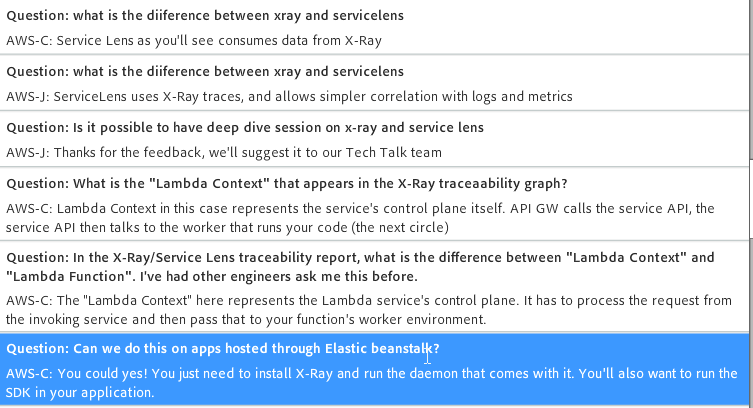 Question: what is the diifference between xray and servicelens
AWS-C: Service Lens as you'll see consumes data from X-Ray
Question: what is the diifference between xray and servicelens
AWS-J: ServiceLens uses X-Ray traces, and allows simpler correlation with logs and metrics
Question: Is it possible to have deep dive session on x-ray and service lens
AWS-J: Thanks for the feedback, we'll suggest it to our Tech Talk team
Question: What is the "Lambda Context" that appears in the X-Ray traceaability graph?
AWS-C: Lambda Context in this case represents the service's control plane itself. API GW calls the service API, the
service API then talks to the worker that runs your code (the next circle)
Question: In the X-Ray/Service Lens traceability report, what is the difference between "Lambda Context" and
"Lambda Function". I've had other engineers ask me this before.
AWS-C: The "Lambda Context" here represents the Lambda service's control plane. It has to process the request from
the invoking service and then pass that to your function's worker environment.
Question: Can we do this on apps hosted through Elastic beanstalk?
AWS-C: You could yes! You just need to install X-Ray and run the daemon that comes with it. You'll also want to run the
SDK in your application.